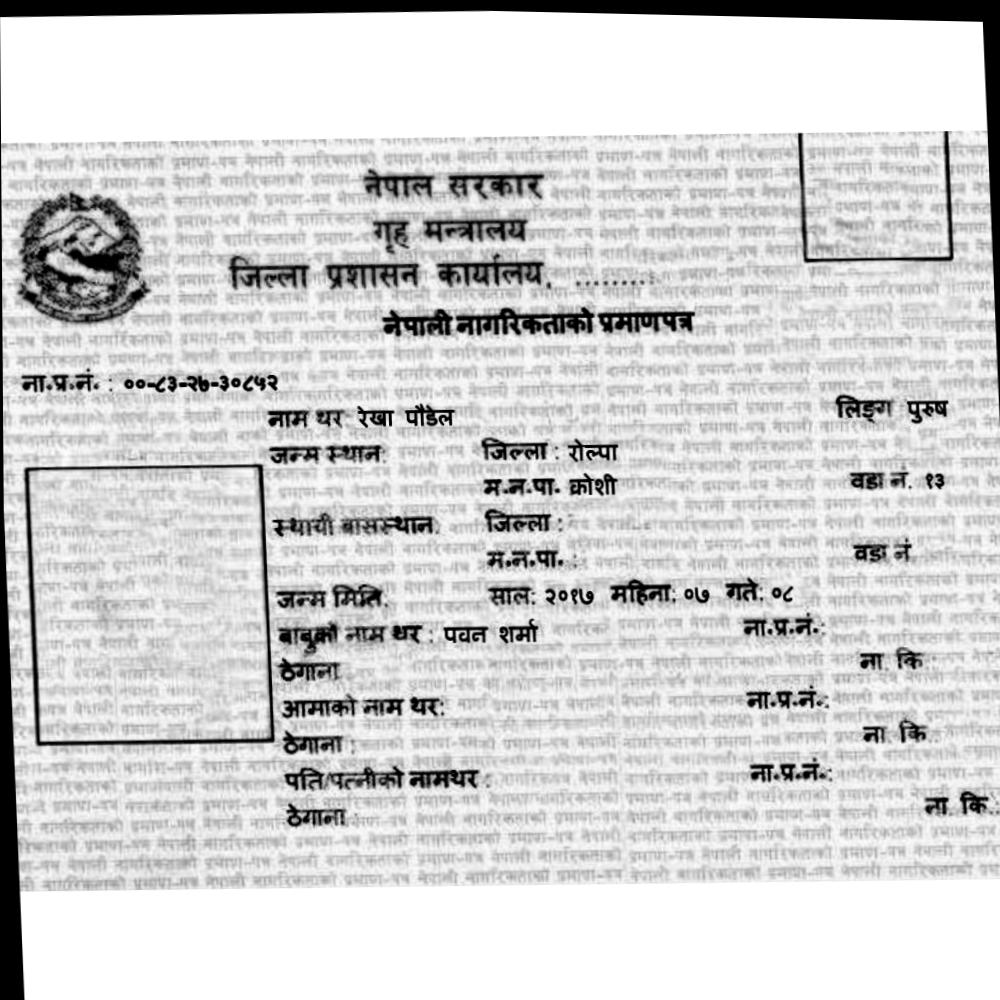 नेपाल सरकार
गृह मन्त्रालय
जिल्ला प्रशासन कार्यालय, .........
नेपाली नागरिकताको प्रमाणपत्र
ना.प्र.नं. : ००-८३-२७-३०८५२
नाम थर: रेखा पौडेल लिङ्ग पुरुष
जन्म स्थान: जिल्ला : रोल्पा
म.न.पा. क्रोशी वडा नं. १३
स्थायी बासस्थान: जिल्ला :
म.न.पा. : वडा नं.
जन्म मिति. साल: २०१७ महिना: ०७ गते: ०८
बाबुको नाम थर : पवन शर्मा ना.प्र.नं.:
ठेगाना ना. कि.:
आमाको नाम थर: ना.प्र.नं.:
ठेगाना : ना. कि.:
पति/पत्नीको नामथर : ना.प्र.नं.:
ठेगाना : ना. कि.: